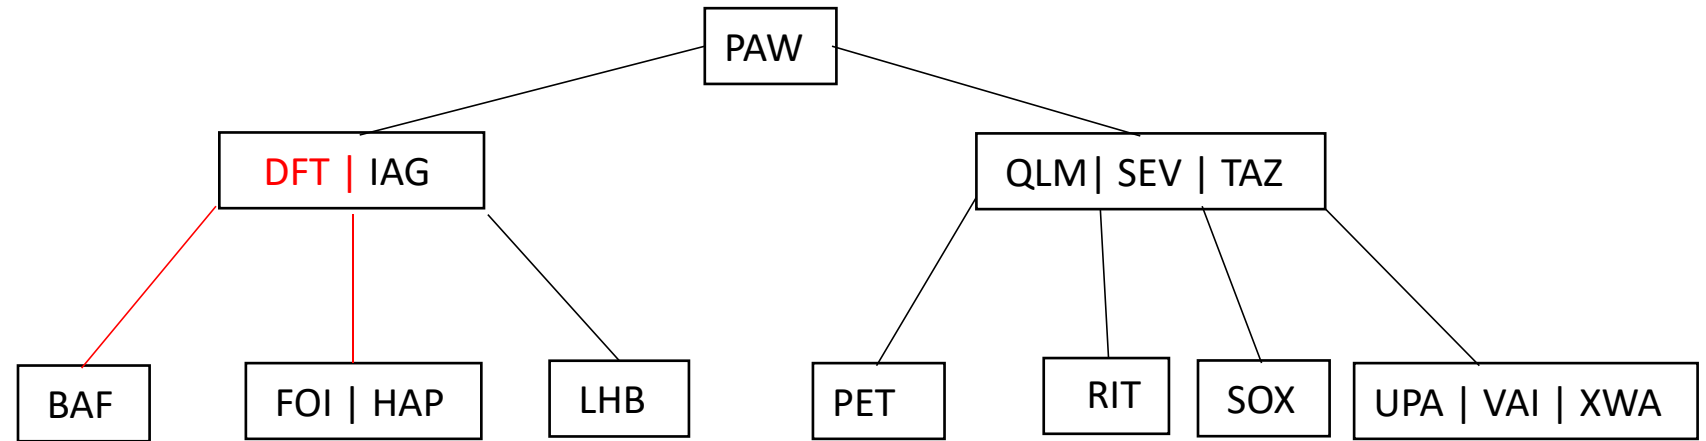 PAW
DFT | IAG
QLM| SEV | TAZ
BAF
FOI | HAP
LHB
PET
RIT
SOX
UPA | VAI | XWA